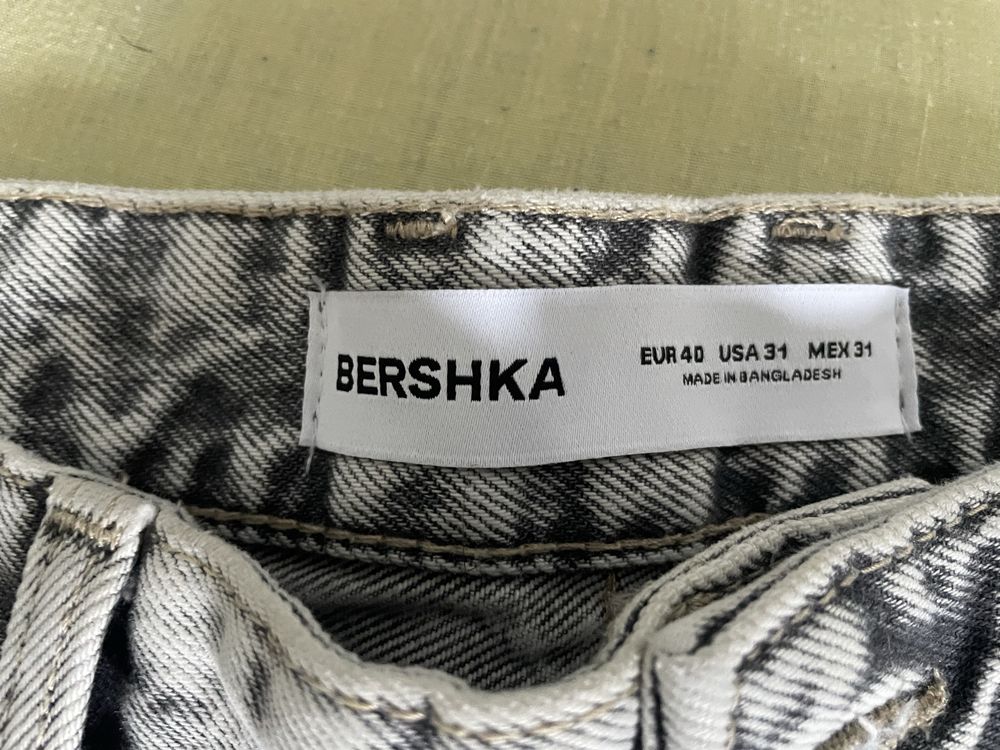 BERSHKA
EUR 40 USA 31 MEX 31
MADE IN BANGLADESH